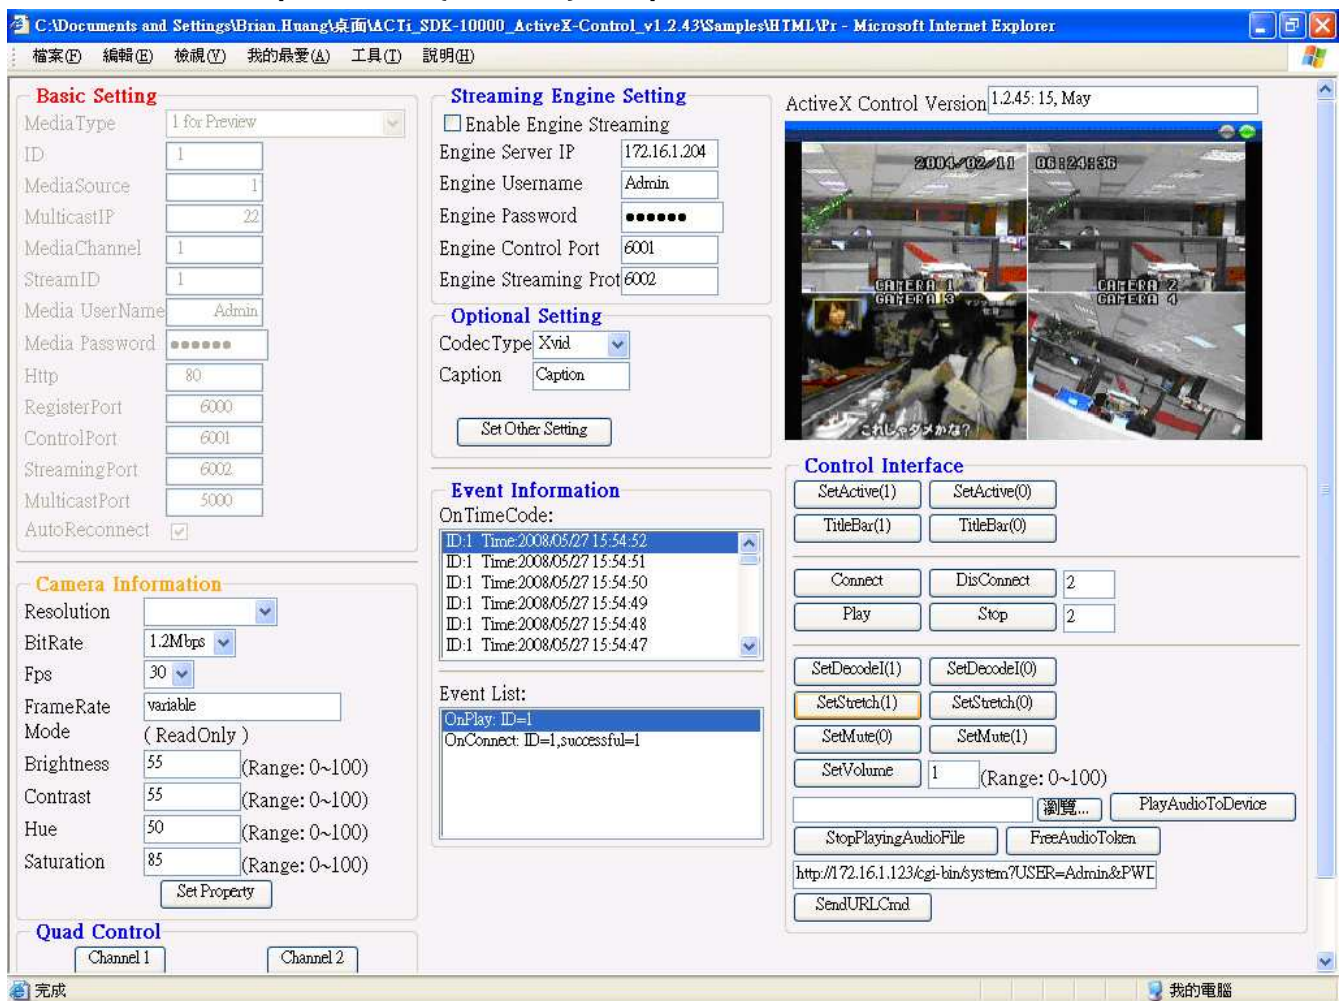 C:\Documents and Settings\Brian.Huang\桌面\ACTi_SDK-10000_ActiveX-Control_v1.2.43\Samples\HTML\Pr - Microsoft Internet Explorer
檔案(F) 編輯(E) 檢視(V) 我的最愛(A) 工具(T) 說明(H)
Basic Setting
MediaType 1 for Preview
ID 1
MediaSource 1
MulticastIP 22
MediaChannel 1
StreamID 1
Media UserName Admin
Media Password ●●●●●●
Http 80
RegisterPort 6000
ControlPort 6001
StreamingPort 6002
MulticastPort 5000
AutoReconnect
Camera Information
Resolution
BitRate 1.2Mbps
Fps 30
FrameRate variable
Mode (ReadOnly)
Brightness 55 (Range: 0~100)
Contrast 55 (Range: 0~100)
Hue 50 (Range: 0~100)
Saturation 85 (Range: 0~100)
Set Property
Quad Control
Channel 1 Channel 2
Streaming Engine Setting
Enable Engine Streaming
Engine Server IP 172.16.1.204
Engine Username Admin
Engine Password ●●●●●●
Engine Control Port 6001
Engine Streaming Prot 6002
Optional Setting
CodecType Xvid
Caption Caption
Set Other Setting
Event Information
OnTimeCode:
ID:1 Time:2008/05/27 15:54:52
ID:1 Time:2008/05/27 15:54:51
ID:1 Time:2008/05/27 15:54:50
ID:1 Time:2008/05/27 15:54:49
ID:1 Time:2008/05/27 15:54:48
ID:1 Time:2008/05/27 15:54:47
Event List:
OnPlay: ID=1
OnConnect: ID=1,successful=1
ActiveX Control Version 1.2.45: 15, May
2004/02/11 06:24:36
CAMERA 1 CAMERA 2
CAMERA 3 CAMERA 4
これじゃダメかな?
Control Interface
SetActive(1) SetActive(0)
TitleBar(1) TitleBar(0)
Connect DisConnect 2
Play Stop 2
SetDecodeI(1) SetDecodeI(0)
SetStretch(1) SetStretch(0)
SetMute(0) SetMute(1)
SetVolume 1 (Range: 0~100)
瀏覽... PlayAudioToDevice
StopPlayingAudioFile FreeAudioToken
http://172.16.1.123/cgi-bin/system?USER=Admin&PWD
SendURLCmd
完成 我的電腦